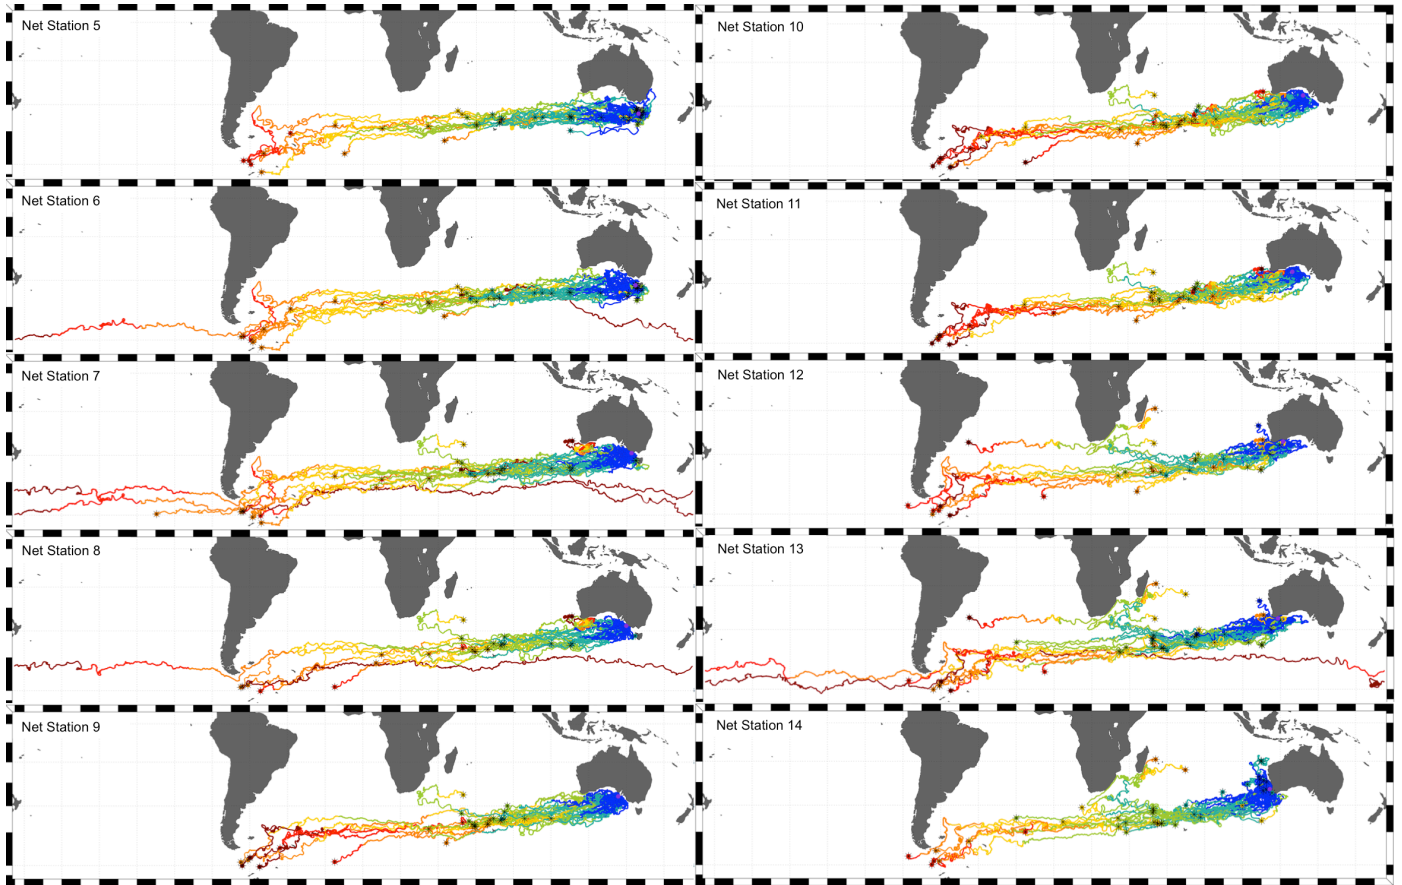 Net Station 5
Net Station 10
Net Station 6
Net Station 11
Net Station 7
Net Station 12
Net Station 8
Net Station 13
Net Station 9
Net Station 14